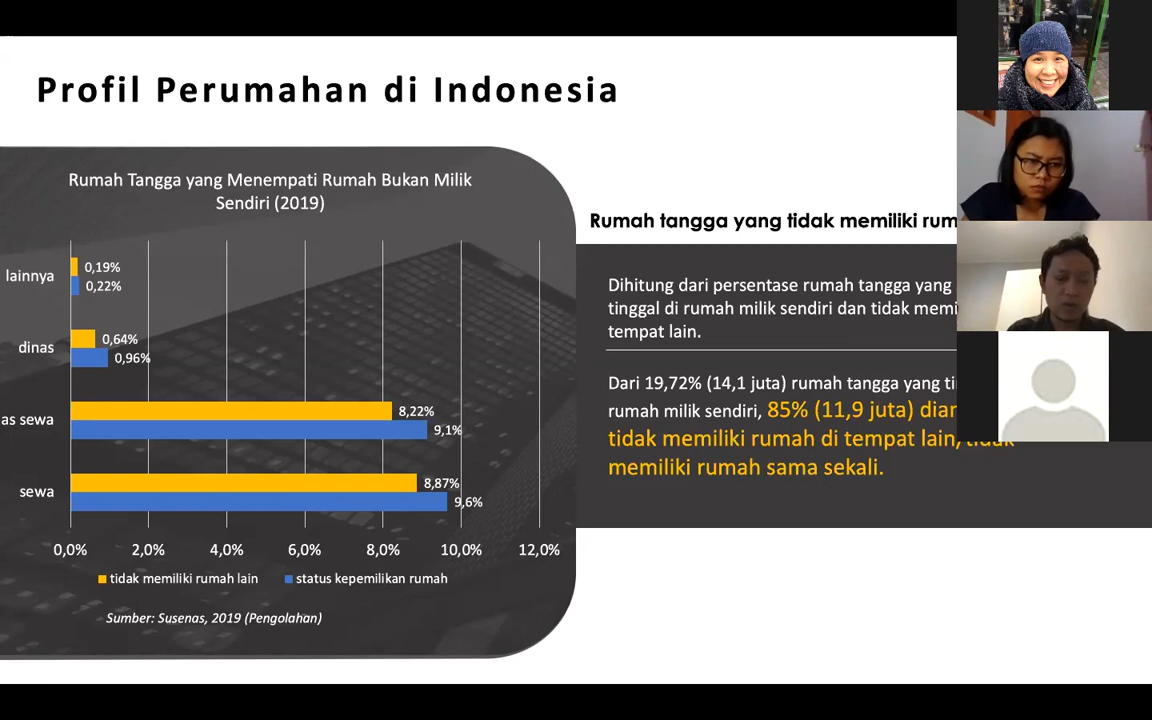 Profil Perumahan di Indonesia
Rumah Tangga yang Menempati Rumah Bukan Milik
Sendiri (2019)
lainnya
0,19%
0,22%
dinas
0,64%
0,96%
as sewa
8,22%
9,1%
sewa
8,87%
9,6%
0,0% 2,0% 4,0% 6,0% 8,0% 10,0% 12,0%
tidak memiliki rumah lain status kepemilikan rumah
Sumber: Susenas, 2019 (Pengolahan)
Rumah tangga yang tidak memiliki rum
Dihitung dari persentase rumah tangga yang
tinggal di rumah milik sendiri dan tidak memi
tempat lain.
Dari 19,72% (14,1 juta) rumah tangga yang ti
rumah milik sendiri, 85% (11,9 juta) dian
tidak memiliki rumah di tempat lain, tidak
memiliki rumah sama sekali.